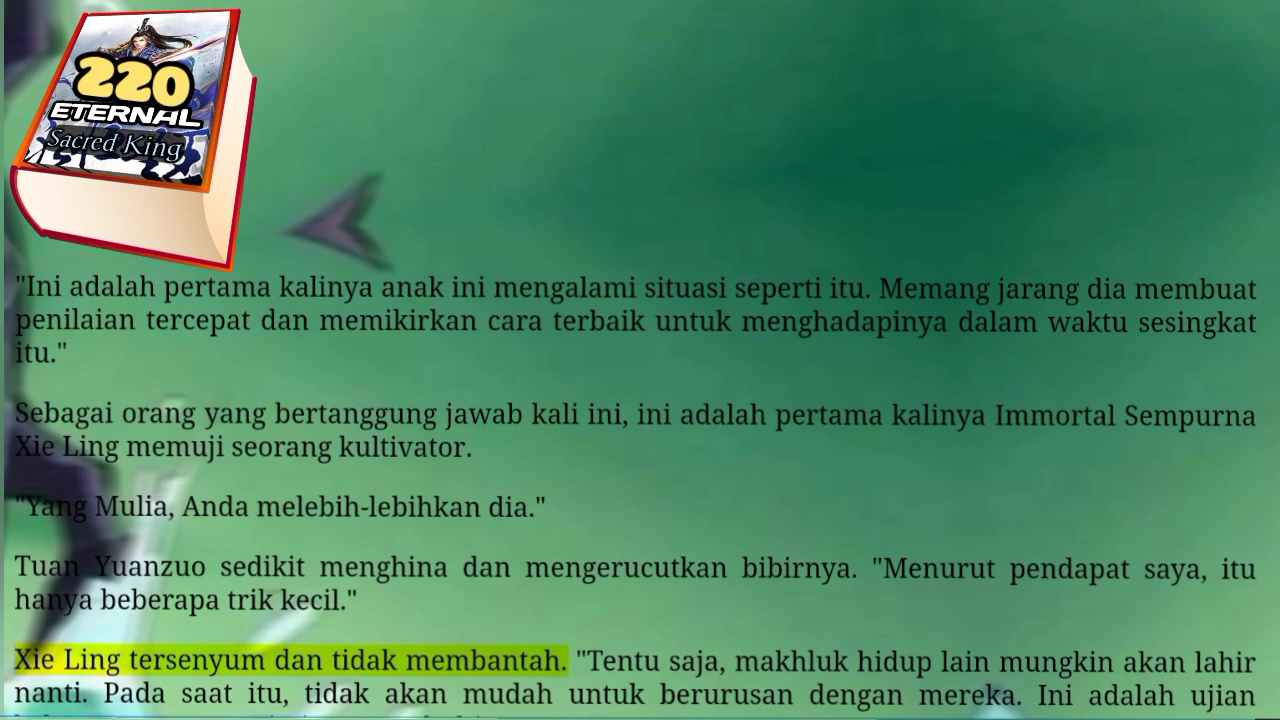 220
ETERNAL
Sacred King
"Ini adalah pertama kalinya anak ini mengalami situasi seperti itu. Memang jarang dia membuat
penilaian tercepat dan memikirkan cara terbaik untuk menghadapinya dalam waktu sesingkat
itu."
Sebagai orang yang bertanggung jawab kali ini, ini adalah pertama kalinya Immortal Sempurna
Xie Ling memuji seorang kultivator.
"Yang Mulia, Anda melebih-lebihkan dia."
Tuan Yuanzuo sedikit menghina dan mengerucutkan bibirnya. "Menurut pendapat saya, itu
hanya beberapa trik kecil."
Xie Ling tersenyum dan tidak membantah. "Tentu saja, makhluk hidup lain mungkin akan lahir
nanti. Pada saat itu, tidak akan mudah untuk berurusan dengan mereka. Ini adalah ujian